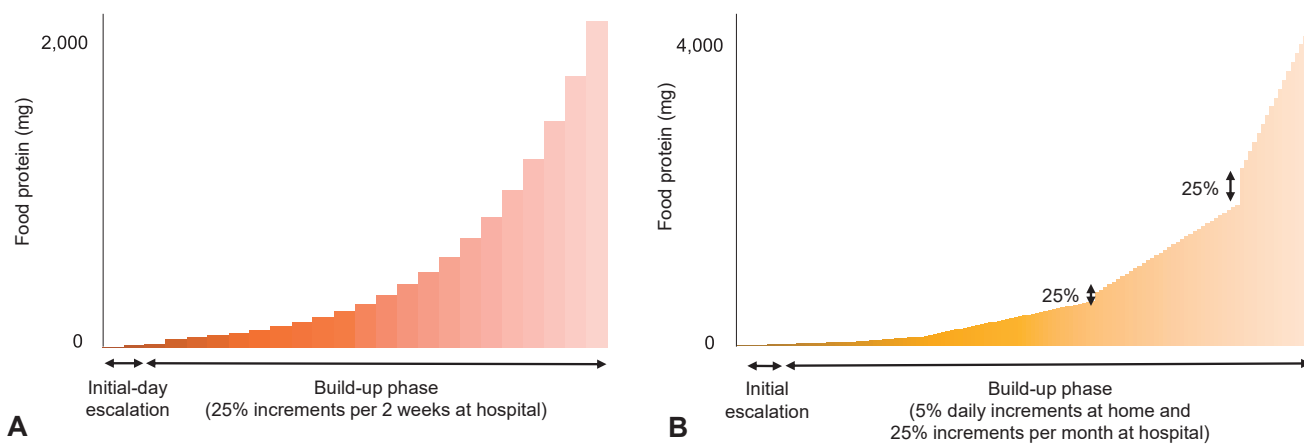 2,000
Food protein (mg)
0
Initial-day
escalation
Build-up phase
(25% increments per 2 weeks at hospital)
A
4,000
Food protein (mg)
25%
25%
0
Initial
escalation
Build-up phase
(5% daily increments at home and
25% increments per month at hospital)
B